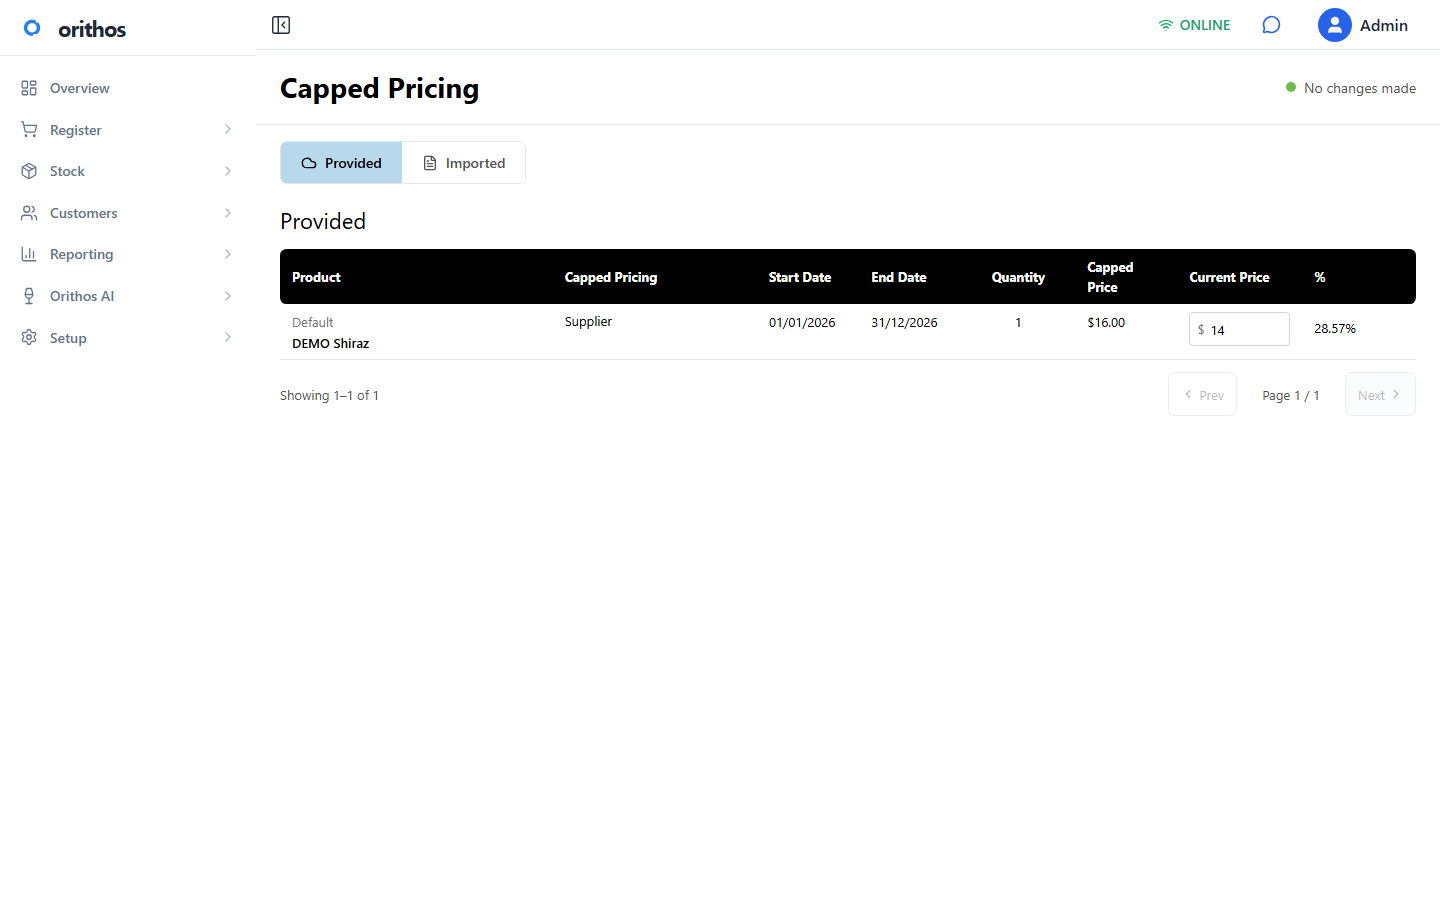 orithos
ONLINE
Admin
Overview
Register
Stock
Customers
Reporting
Orithos AI
Setup
Capped Pricing
No changes made
Provided
Imported
Provided
Product
Capped Pricing
Start Date
End Date
Quantity
Capped
Price
Current Price
%
Default
DEMO Shiraz
Supplier
01/01/2026
31/12/2026
1
$16.00
$ 14
28.57%
Showing 1–1 of 1
Prev
Page 1 / 1
Next